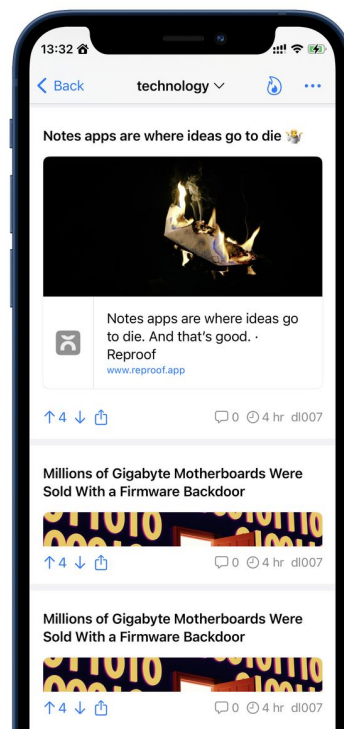 13:32
Back
technology
Notes apps are where ideas go to die 🤷
Notes apps are where ideas go
to die. And that's good. ·
Reproof
www.reproof.app
4
0 4 hr dl007
Millions of Gigabyte Motherboards Were
Sold With a Firmware Backdoor
4
0 4 hr dl007
Millions of Gigabyte Motherboards Were
Sold With a Firmware Backdoor
4
0 4 hr dl007